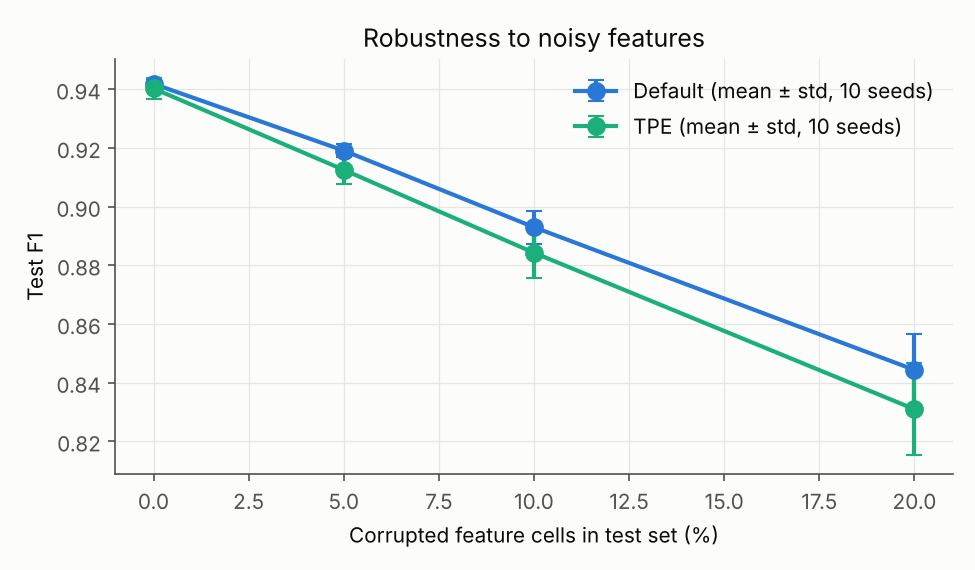 Robustness to noisy features
Default (mean ± std, 10 seeds)
TPE (mean ± std, 10 seeds)
Test F1
0.94
0.92
0.90
0.88
0.86
0.84
0.82
0.0 2.5 5.0 7.5 10.0 12.5 15.0 17.5 20.0
Corrupted feature cells in test set (%)